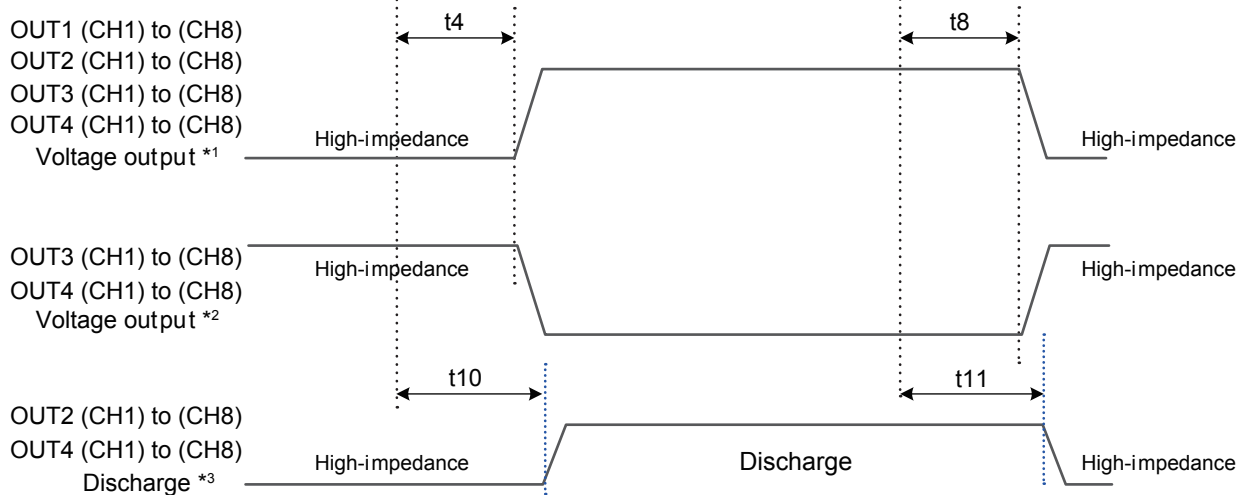 t4
t8
OUT1 (CH1) to (CH8)
OUT2 (CH1) to (CH8)
OUT3 (CH1) to (CH8)
OUT4 (CH1) to (CH8)
Voltage output *1
High-impedance
High-impedance
OUT3 (CH1) to (CH8)
OUT4 (CH1) to (CH8)
Voltage output *2
High-impedance
High-impedance
t10
t11
OUT2 (CH1) to (CH8)
OUT4 (CH1) to (CH8)
Discharge *3
High-impedance
Discharge
High-impedance